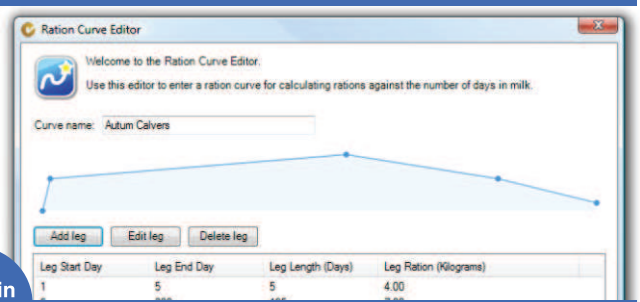 Ration Curve Editor
Welcome to the Ration Curve Editor.
Use this editor to enter a ration curve for calculating rations against the number of days in milk.
Curve name: Autum Calvers
Add leg Edit leg Delete leg
Leg Start Day Leg End Day Leg Length (Days) Leg Ration (Kilograms)
1 5 5 4.00
in